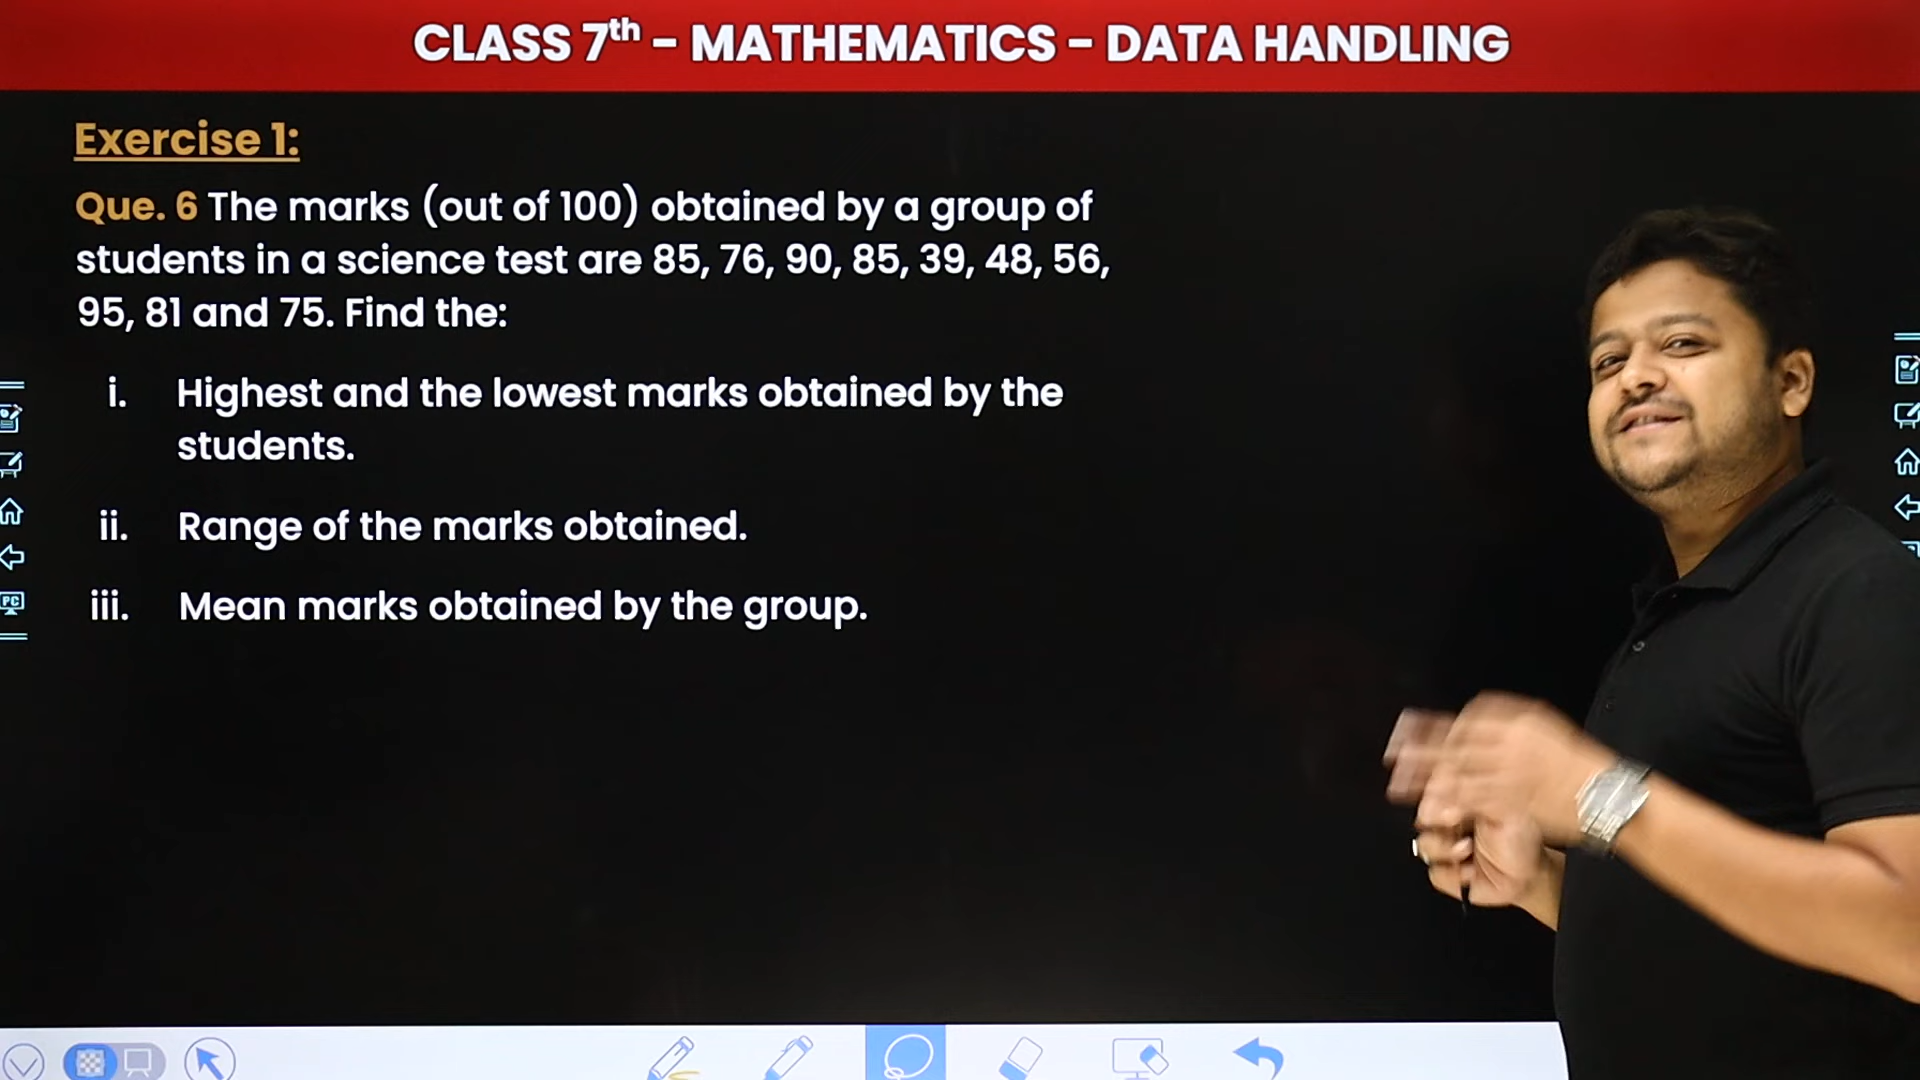 CLASS 7th - MATHEMATICS - DATA HANDLING
Exercise 1:
Que. 6 The marks (out of 100) obtained by a group of
students in a science test are 85, 76, 90, 85, 39, 48, 56,
95, 81 and 75. Find the:
i. Highest and the lowest marks obtained by the
students.
ii. Range of the marks obtained.
iii. Mean marks obtained by the group.
PC